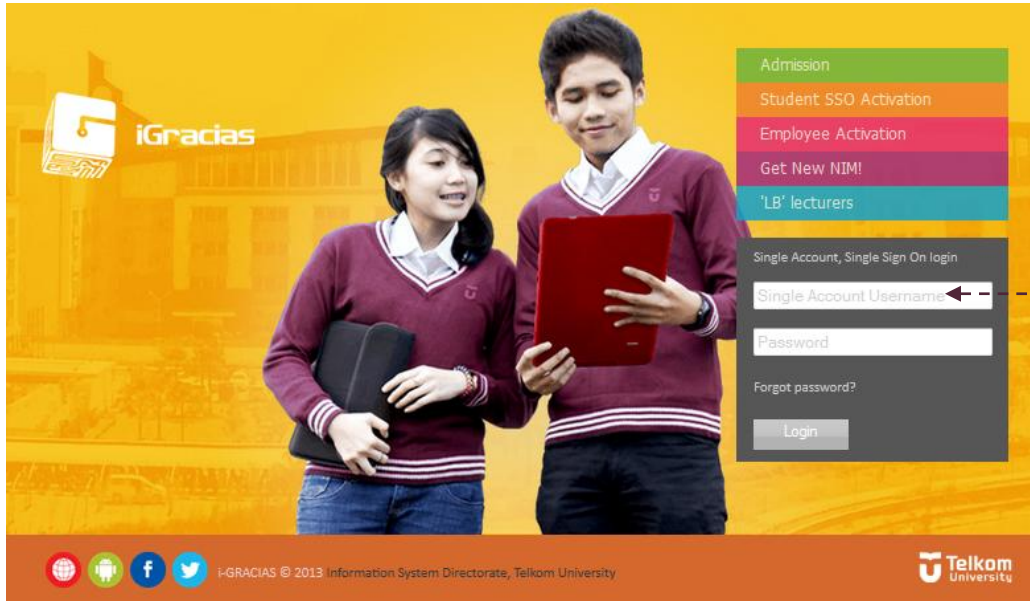 iGracias
Admission
Student SSO Activation
Employee Activation
Get New NIM!
'LB' lecturers
Single Account, Single Sign On login
Single Account Username
Password
Forgot password?
Login
i-GRACIAS © 2013 Information System Directorate, Telkom University
Telkom
University